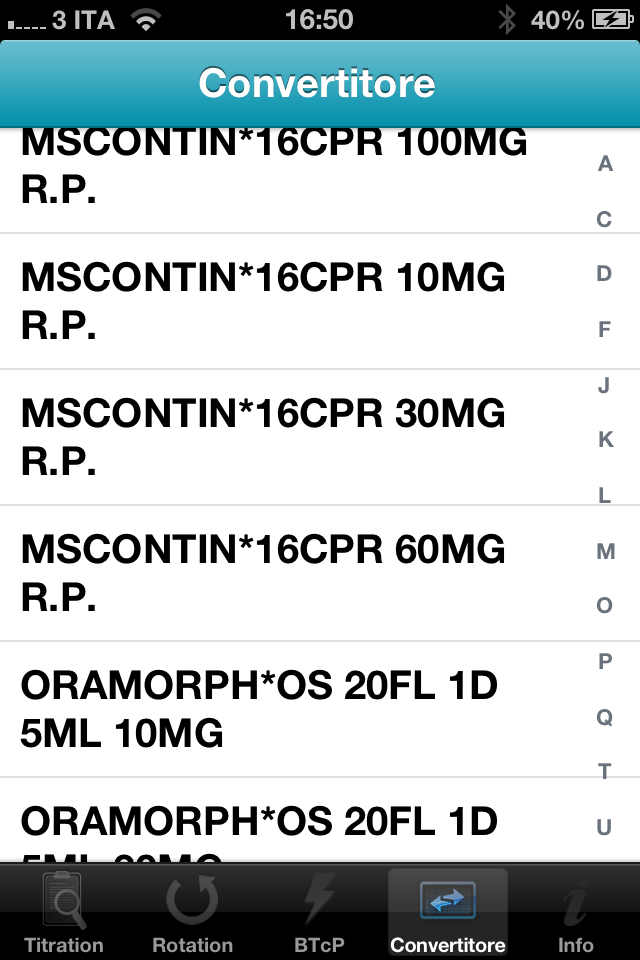 3 ITA 16:50 40%
Convertitore
MSCONTIN*16CPR 100MG
R.P.
MSCONTIN*16CPR 10MG
R.P.
MSCONTIN*16CPR 30MG
R.P.
MSCONTIN*16CPR 60MG
R.P.
ORAMORPH*OS 20FL 1D
5ML 10MG
ORAMORPH*OS 20FL 1D
A
C
D
F
J
K
L
M
O
P
Q
T
U
Titration Rotation BTcP Convertitore Info